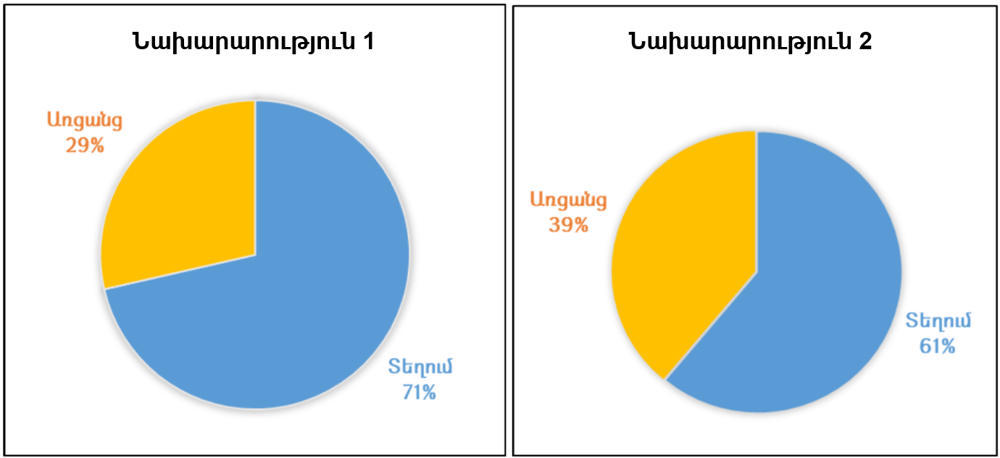 Նախարարություն 1
Առցանց
29%
Տեղում
71%
Նախարարություն 2
Առցանց
39%
Տեղում
61%